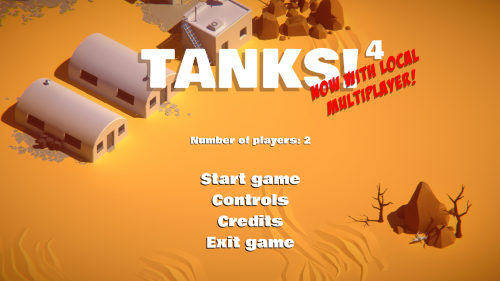 TANKS!4
NOW WITH LOCAL
MULTIPLAYER!
Number of players: 2
Start game
Controls
Credits
Exit game